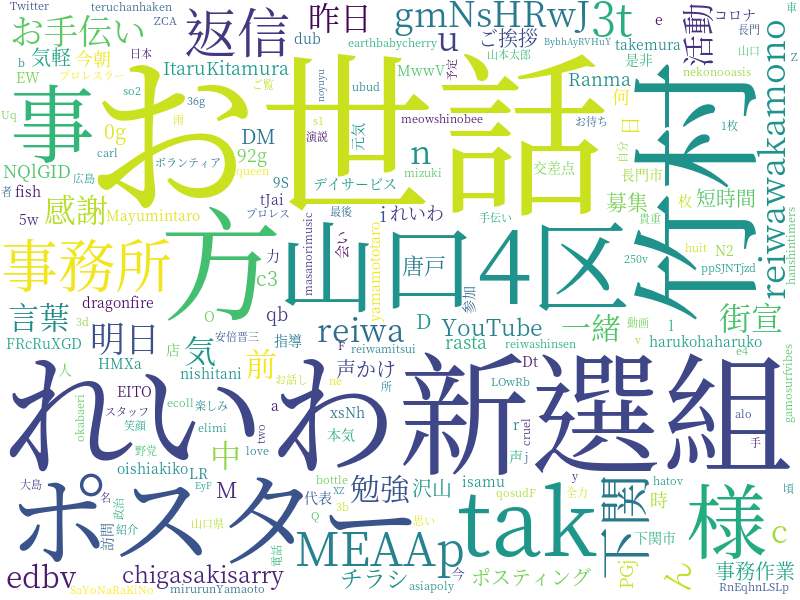 Twitter
teruchanhaken
ZCA
お手伝い
返信
昨日
gmNsHRwJ
3t
活動
コロナ
車
長門
e
b
気軽
今朝
日本
dub
u
ご挨拶
earthbabycherry
BybhAyRVHuY
takemura
山口
EW
プロレスラー
ItaruKitamura
noyuyu
MwwV
予定
山本太郎
是非
Z
so2
36g
ご覧
ubud
Ranma
nekonooasis
事
お世話
竹村
何
Uq
0g
雨
DM
s1
演説
元気
meowshinobee
お待ち
日
1枚
reiwawakamono
carl
ボランティア
92g
n
交差点
自分
NQlGID
広島
queen
mizuki
長門市
者
fish
9S
デイサービス
募集
枚
短時間
感謝
tJai
プロレス
最後
i
れいわ
手伝い
貴重
5w
Mayumintaro
方
山口4区
masanorimusic
会い
yamamototaro
唐戸
hanshintimers
事務所
力
huit
N2
c3
250v
ppSJNTjzd
参加
dragonfire
言葉
3d
O
qb
D
YouTube
一緒
l
動画
街宣
明日
reiwa
安倍晋三
指導
F
reiwamitsui
rasta
reiwashinsen
v
harukohaharuko
FRcRuXGD
店
気
HMXa
nishitani
前
声かけ
Dt
e4
gamosurfvibes
人
お話し
ne
所
LOwRb
れいわ新選組
EITO
okabaeri
スタッフ
ecoll
楽しみ
a
xsNh
r
cruel
alo
笑顔
elimi
two
本気
声
j
手
野党
中
love
oishiakiko
LR
bottle
isamu
y
hatov
大島
ポスター
EyF
M
代表
xz
勉強
沢山
qosudF
全力
tak
下関
時
様
頃
名
政治
紹介
山口県
3b
Q
思い
訪問
電話
MEAAp
下関市
c
edbv
chigasakisarry
チラシ
今
ポスティング
PGj
ん
事務作業
SaYoNaRaKiNo
mirurunYamaoto
asiapoly
RnEqhnLSLp